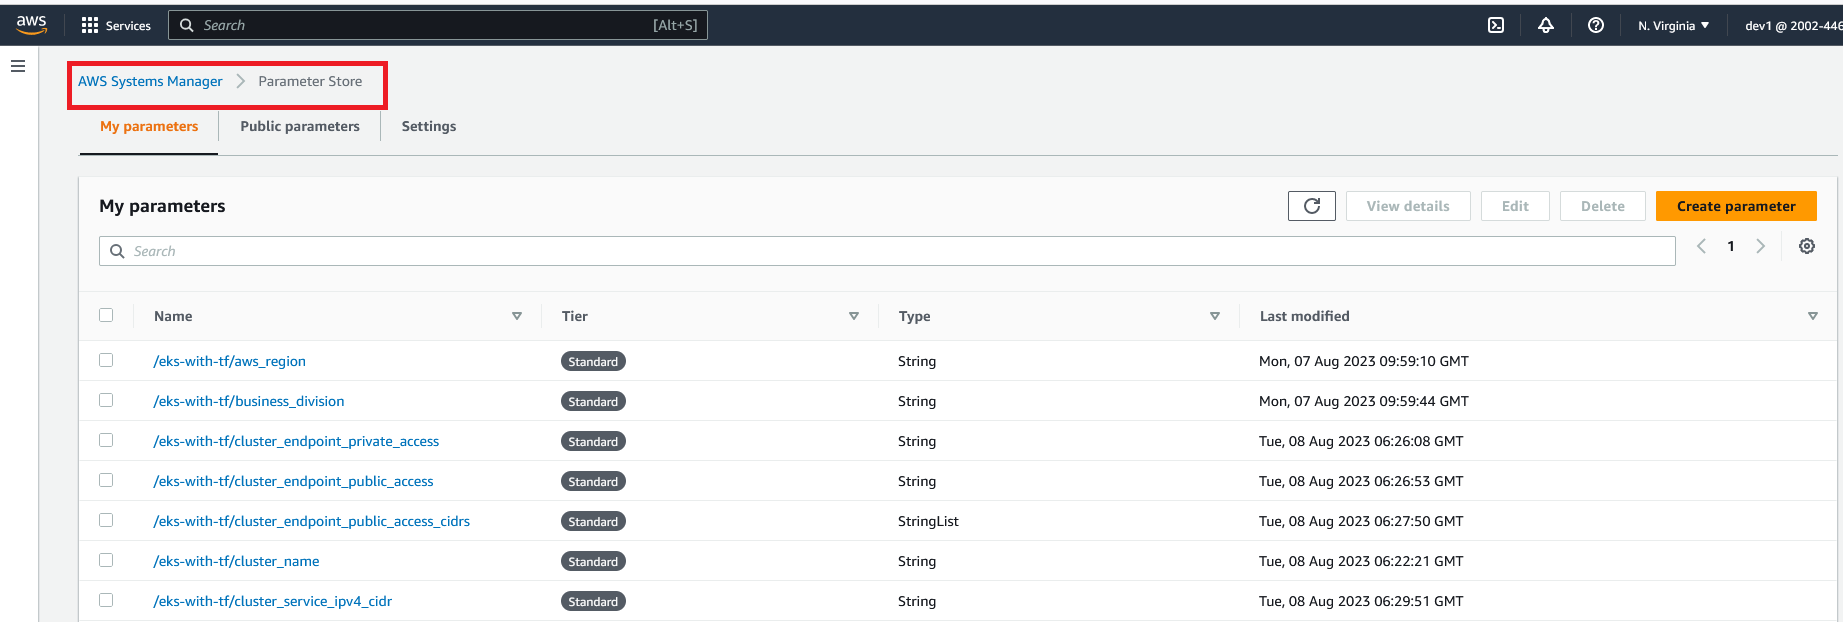 aws Services Search [Alt+S] N. Virginia dev1 @ 2002-446
AWS Systems Manager Parameter Store
My parameters Public parameters Settings
My parameters View details Edit Delete Create parameter
Search 1
Name Tier Type Last modified
/eks-with-tf/aws_region Standard String Mon, 07 Aug 2023 09:59:10 GMT
/eks-with-tf/business_division Standard String Mon, 07 Aug 2023 09:59:44 GMT
/eks-with-tf/cluster_endpoint_private_access Standard String Tue, 08 Aug 2023 06:26:08 GMT
/eks-with-tf/cluster_endpoint_public_access Standard String Tue, 08 Aug 2023 06:26:53 GMT
/eks-with-tf/cluster_endpoint_public_access_cidrs Standard StringList Tue, 08 Aug 2023 06:27:50 GMT
/eks-with-tf/cluster_name Standard String Tue, 08 Aug 2023 06:22:21 GMT
/eks-with-tf/cluster_service_ipv4_cidr Standard String Tue, 08 Aug 2023 06:29:51 GMT